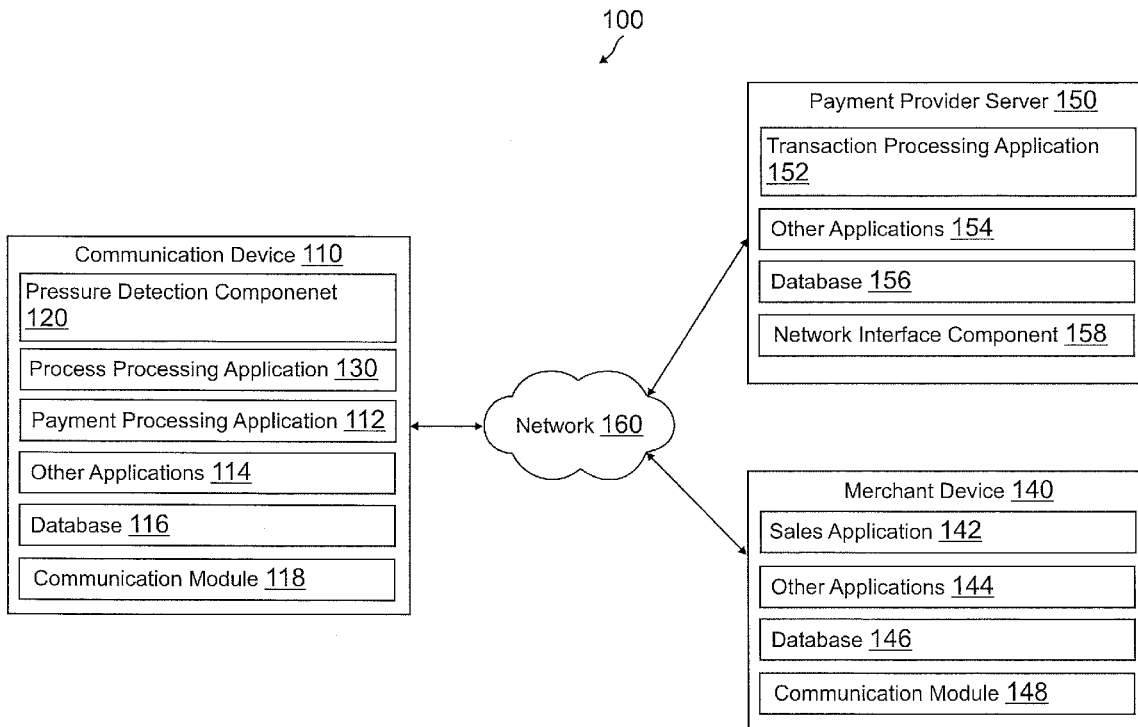 100
Payment Provider Server 150
Transaction Processing Application
152
Other Applications 154
Database 156
Network Interface Component 158
Communication Device 110
Pressure Detection Componenet
120
Process Processing Application 130
Payment Processing Application 112
Other Applications 114
Database 116
Communication Module 118
Network 160
Merchant Device 140
Sales Application 142
Other Applications 144
Database 146
Communication Module 148